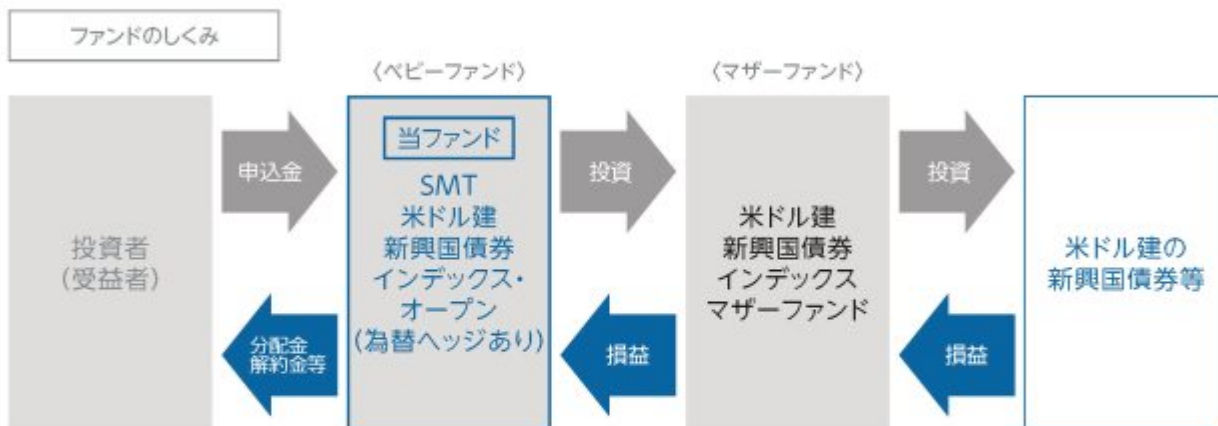 ファンドのしくみ
〈ベビーファンド〉
〈マザーファンド〉
投資者
(受益者)
申込金
分配金
解約金等
当ファンド
SMT
米ドル建
新興国債券
インデックス・
オープン
(為替ヘッジあり)
投資
損益
米ドル建
新興国債券
インデックス
マザーファンド
投資
損益
米ドル建の
新興国債券等